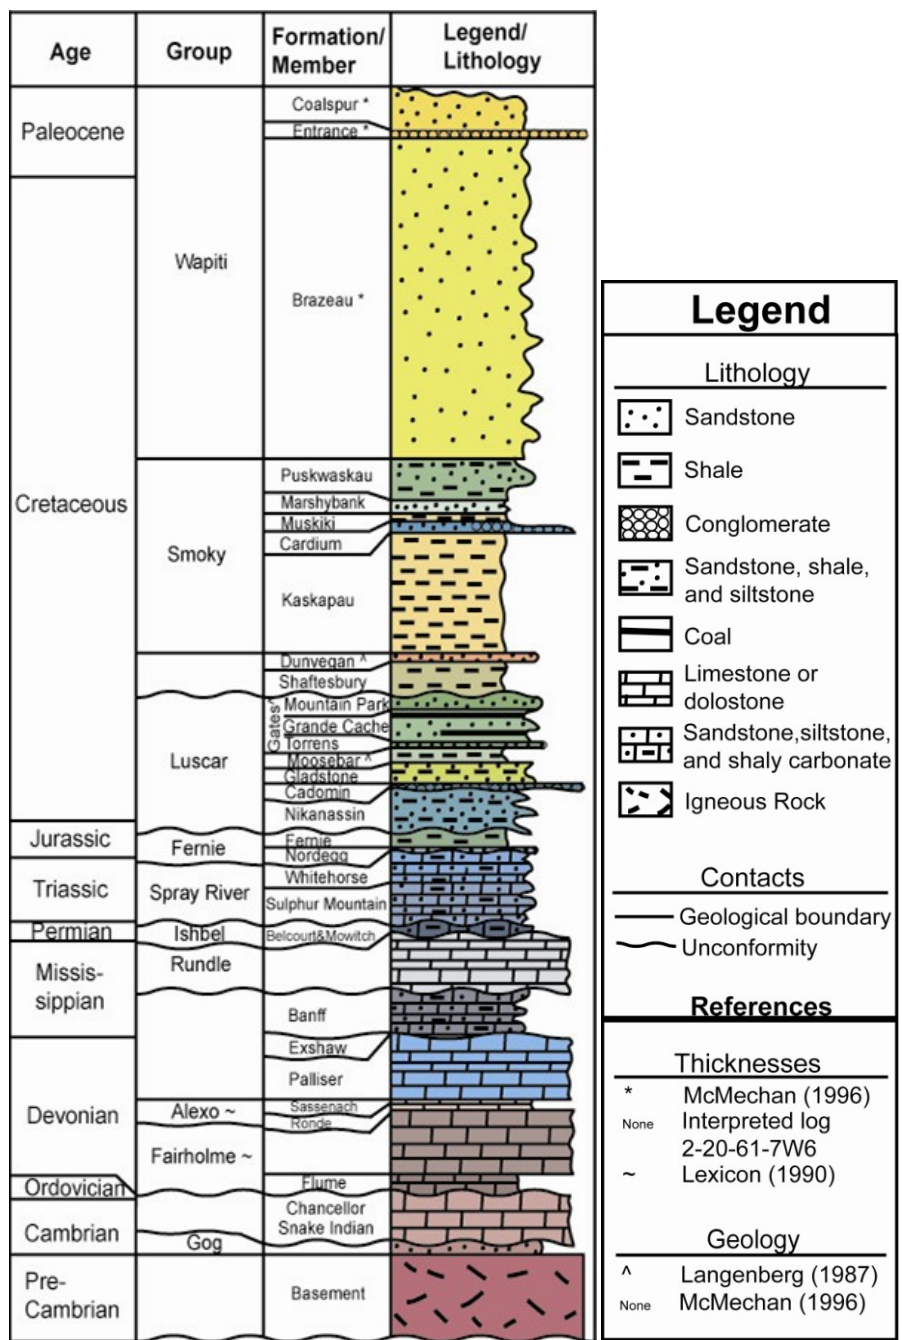 Age
Group
Formation/
Member
Legend/
Lithology
Paleocene
Cretaceous
Jurassic
Triassic
Permian
Missis-
sippian
Devonian
Ordovician
Cambrian
Pre-
Cambrian
Wapiti
Smoky
Luscar
Fernie
Spray River
Ishbel
Rundle
Alexo ~
Fairholme ~
Gog
Coalspur *
Entrance *
Brazeau *
Puskwaskau
Marshybank
Muskiki
Cardium
Kaskapau
Dunvegan ^
Shaftesbury
Gates^
Mountain Park
Grande Cache
Torrens
Moosebar ^
Gladstone
Cadomin
Nikanassin
Fernie
Nordegg
Whitehorse
Sulphur Mountain
Belcourt&Mowitch
Banff
Exshaw
Palliser
Sassenach
Ronde
Flume
Chancellor
Snake Indian
Basement
Legend
Lithology
Sandstone
Shale
Conglomerate
Sandstone, shale,
and siltstone
Coal
Limestone or
dolostone
Sandstone,siltstone,
and shaly carbonate
Igneous Rock
Contacts
Geological boundary
Unconformity
References
Thicknesses
* McMechan (1996)
None Interpreted log
2-20-61-7W6
~ Lexicon (1990)
Geology
^ Langenberg (1987)
None McMechan (1996)